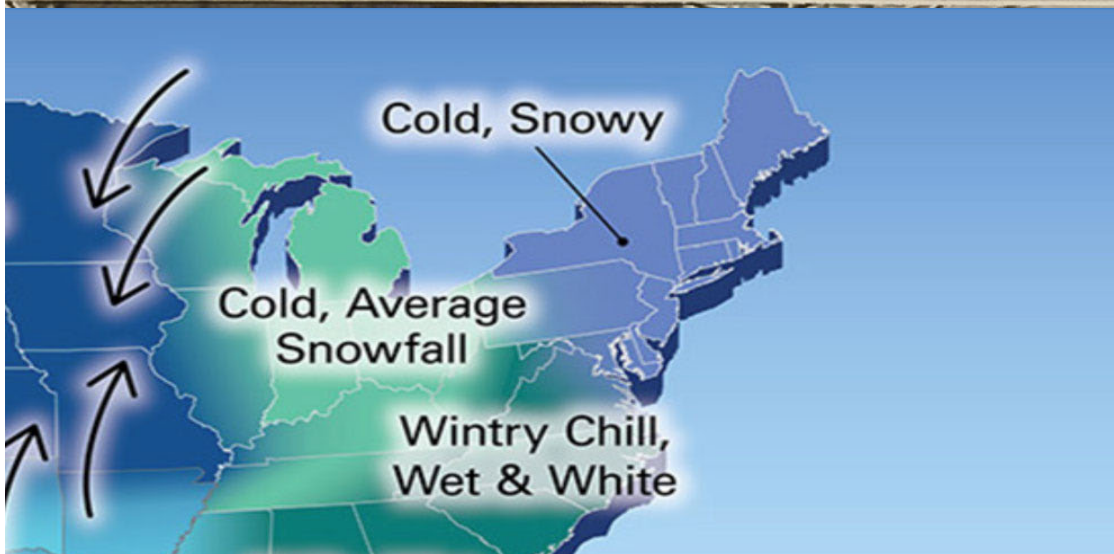 Cold, Snowy
Cold, Average
Snowfall
Wintry Chill,
Wet & White